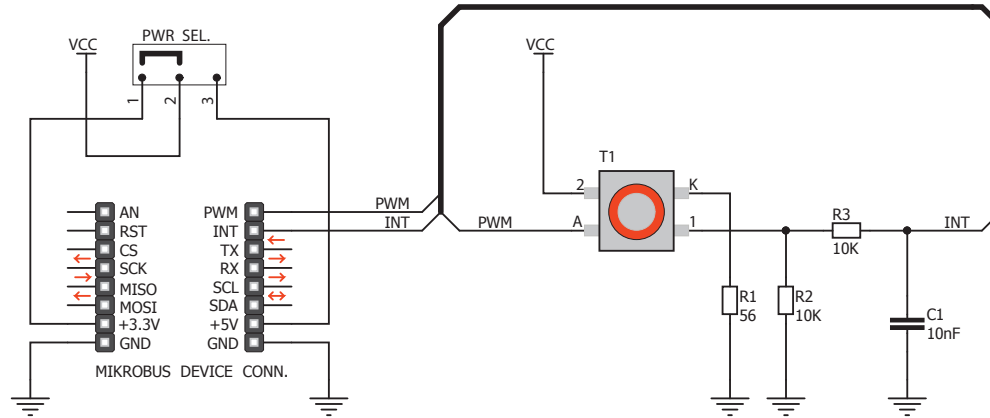 PWR SEL.
VCC
1 2 3
VCC
T1
2 K
A 1
PWM
INT
PWM
R3
10K
INT
AN PWM
RST INT
CS TX
SCK RX
MISO SCL
MOSI SDA
+3.3V +5V
GND GND
MIKROBUS DEVICE CONN.
R1
56
R2
10K
C1
10nF